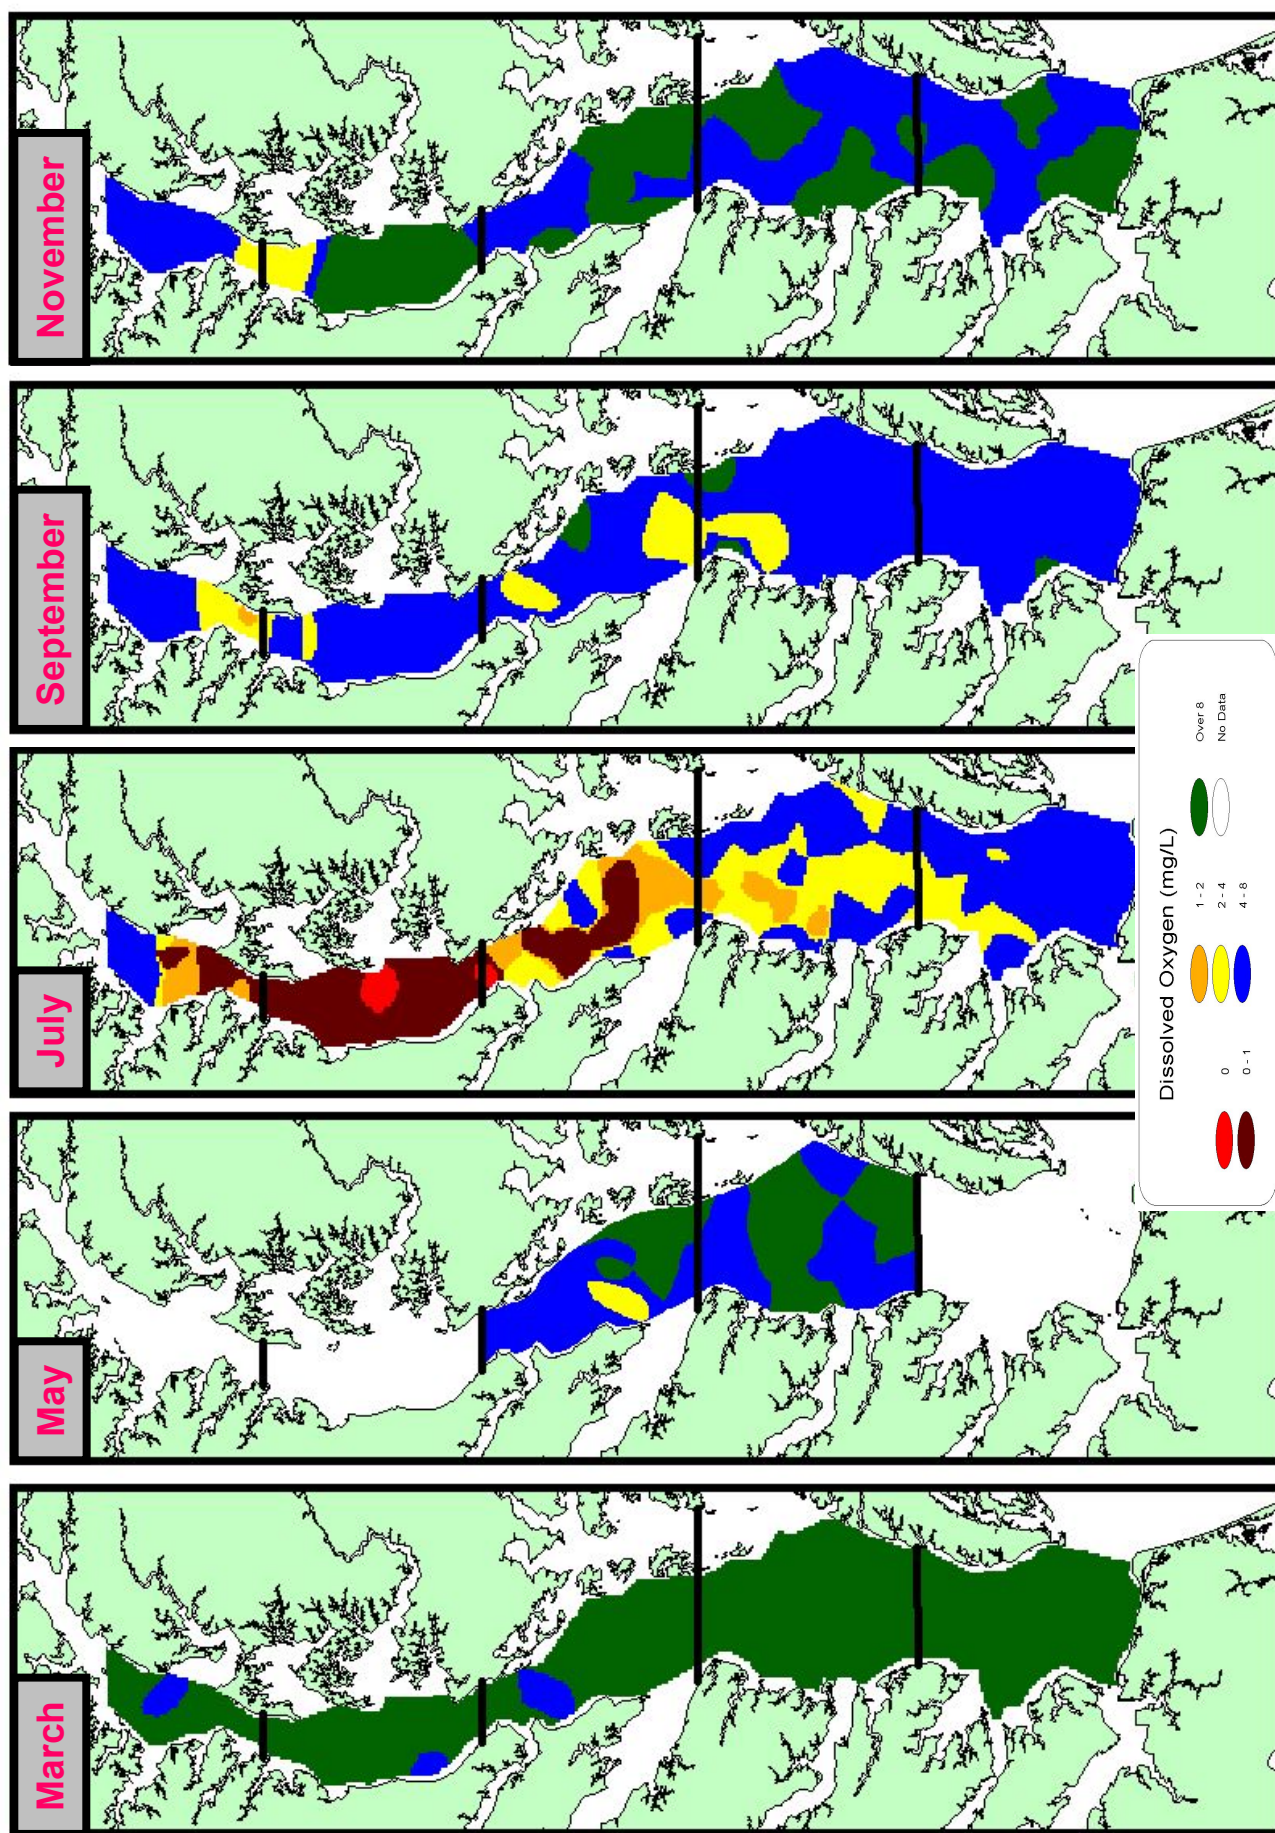 March
May
July
September
November
Dissolved Oxygen (mg/L)
0
0 - 1
1 - 2
2 - 4
4 - 8
Over 8
No Data